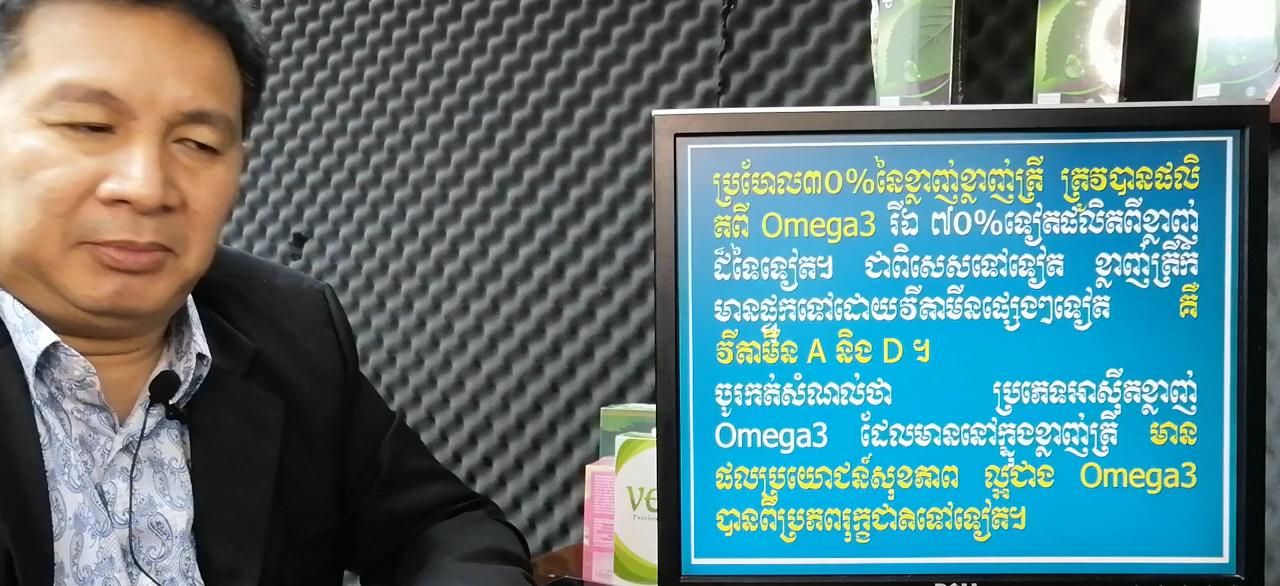 ប្រហែល៣០%នៃខ្លាញ់ខ្លាញ់ត្រី ត្រូវបានផលិ
តពី Omega3 រីឯ ៧០%ទៀតផលិតពីខ្លាញ់
ដ៏ទៃទៀត។ ជាពិសេសទៅទៀត ខ្លាញ់ត្រីក៏
មានផ្ទុកទៅដោយវីតាមីនផ្សេងៗទៀត គឺ
វីតាមីន A និង D ។
ចូរកត់សំណល់ថា ប្រភេទអាស៊ីតខ្លាញ់
Omega3 ដែលមាននៅក្នុងខ្លាញ់ត្រី មាន
ផលប្រយោជន៍សុខភាព ល្អជាង Omega3
បានពីប្រភពរុក្ខជាតិទៅទៀត។